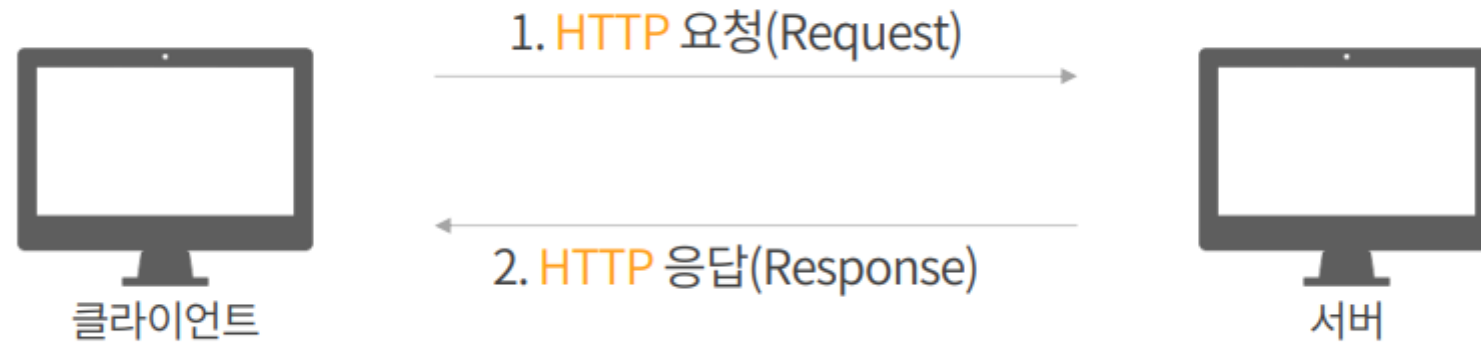 1. HTTP 요청(Request)
2. HTTP 응답(Response)
클라이언트
서버